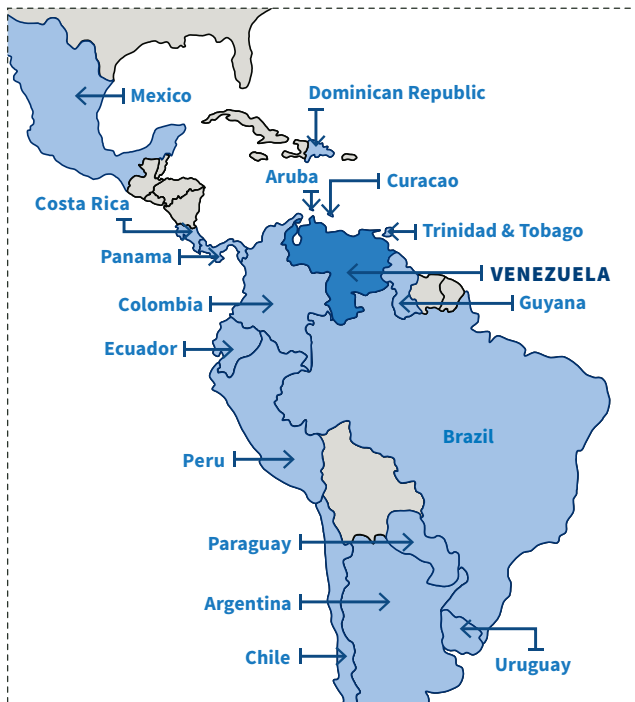 Mexico
Dominican Republic
Aruba
Curacao
Costa Rica
Trinidad & Tobago
Panama
VENEZUELA
Colombia
Guyana
Ecuador
Brazil
Peru
Paraguay
Argentina
Chile
Uruguay